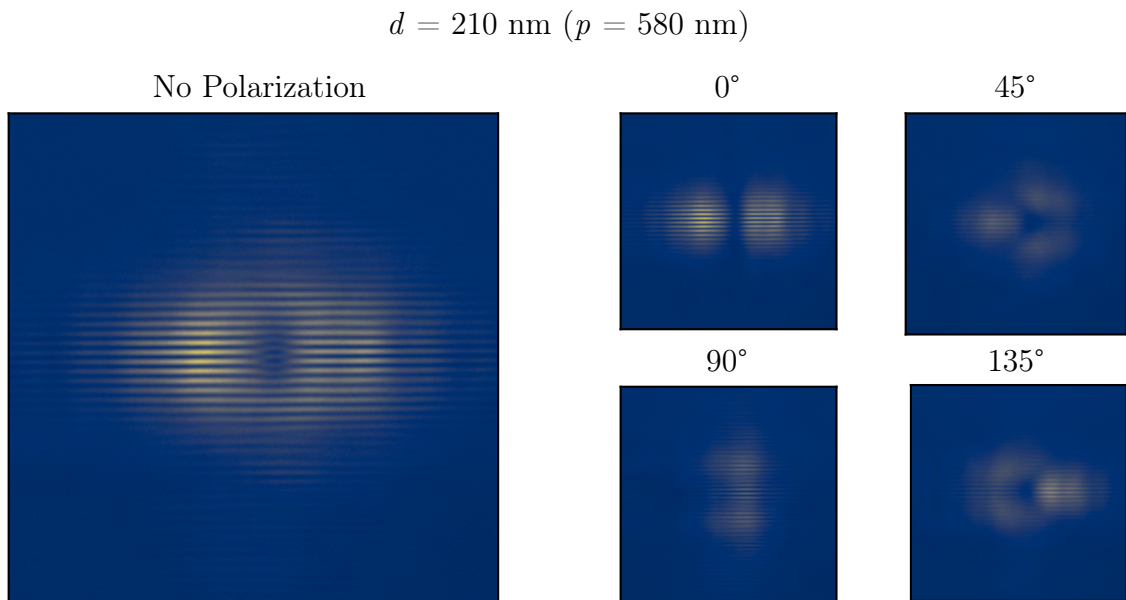 d = 210 nm (p = 580 nm)
No Polarization
0°
45°
90°
135°